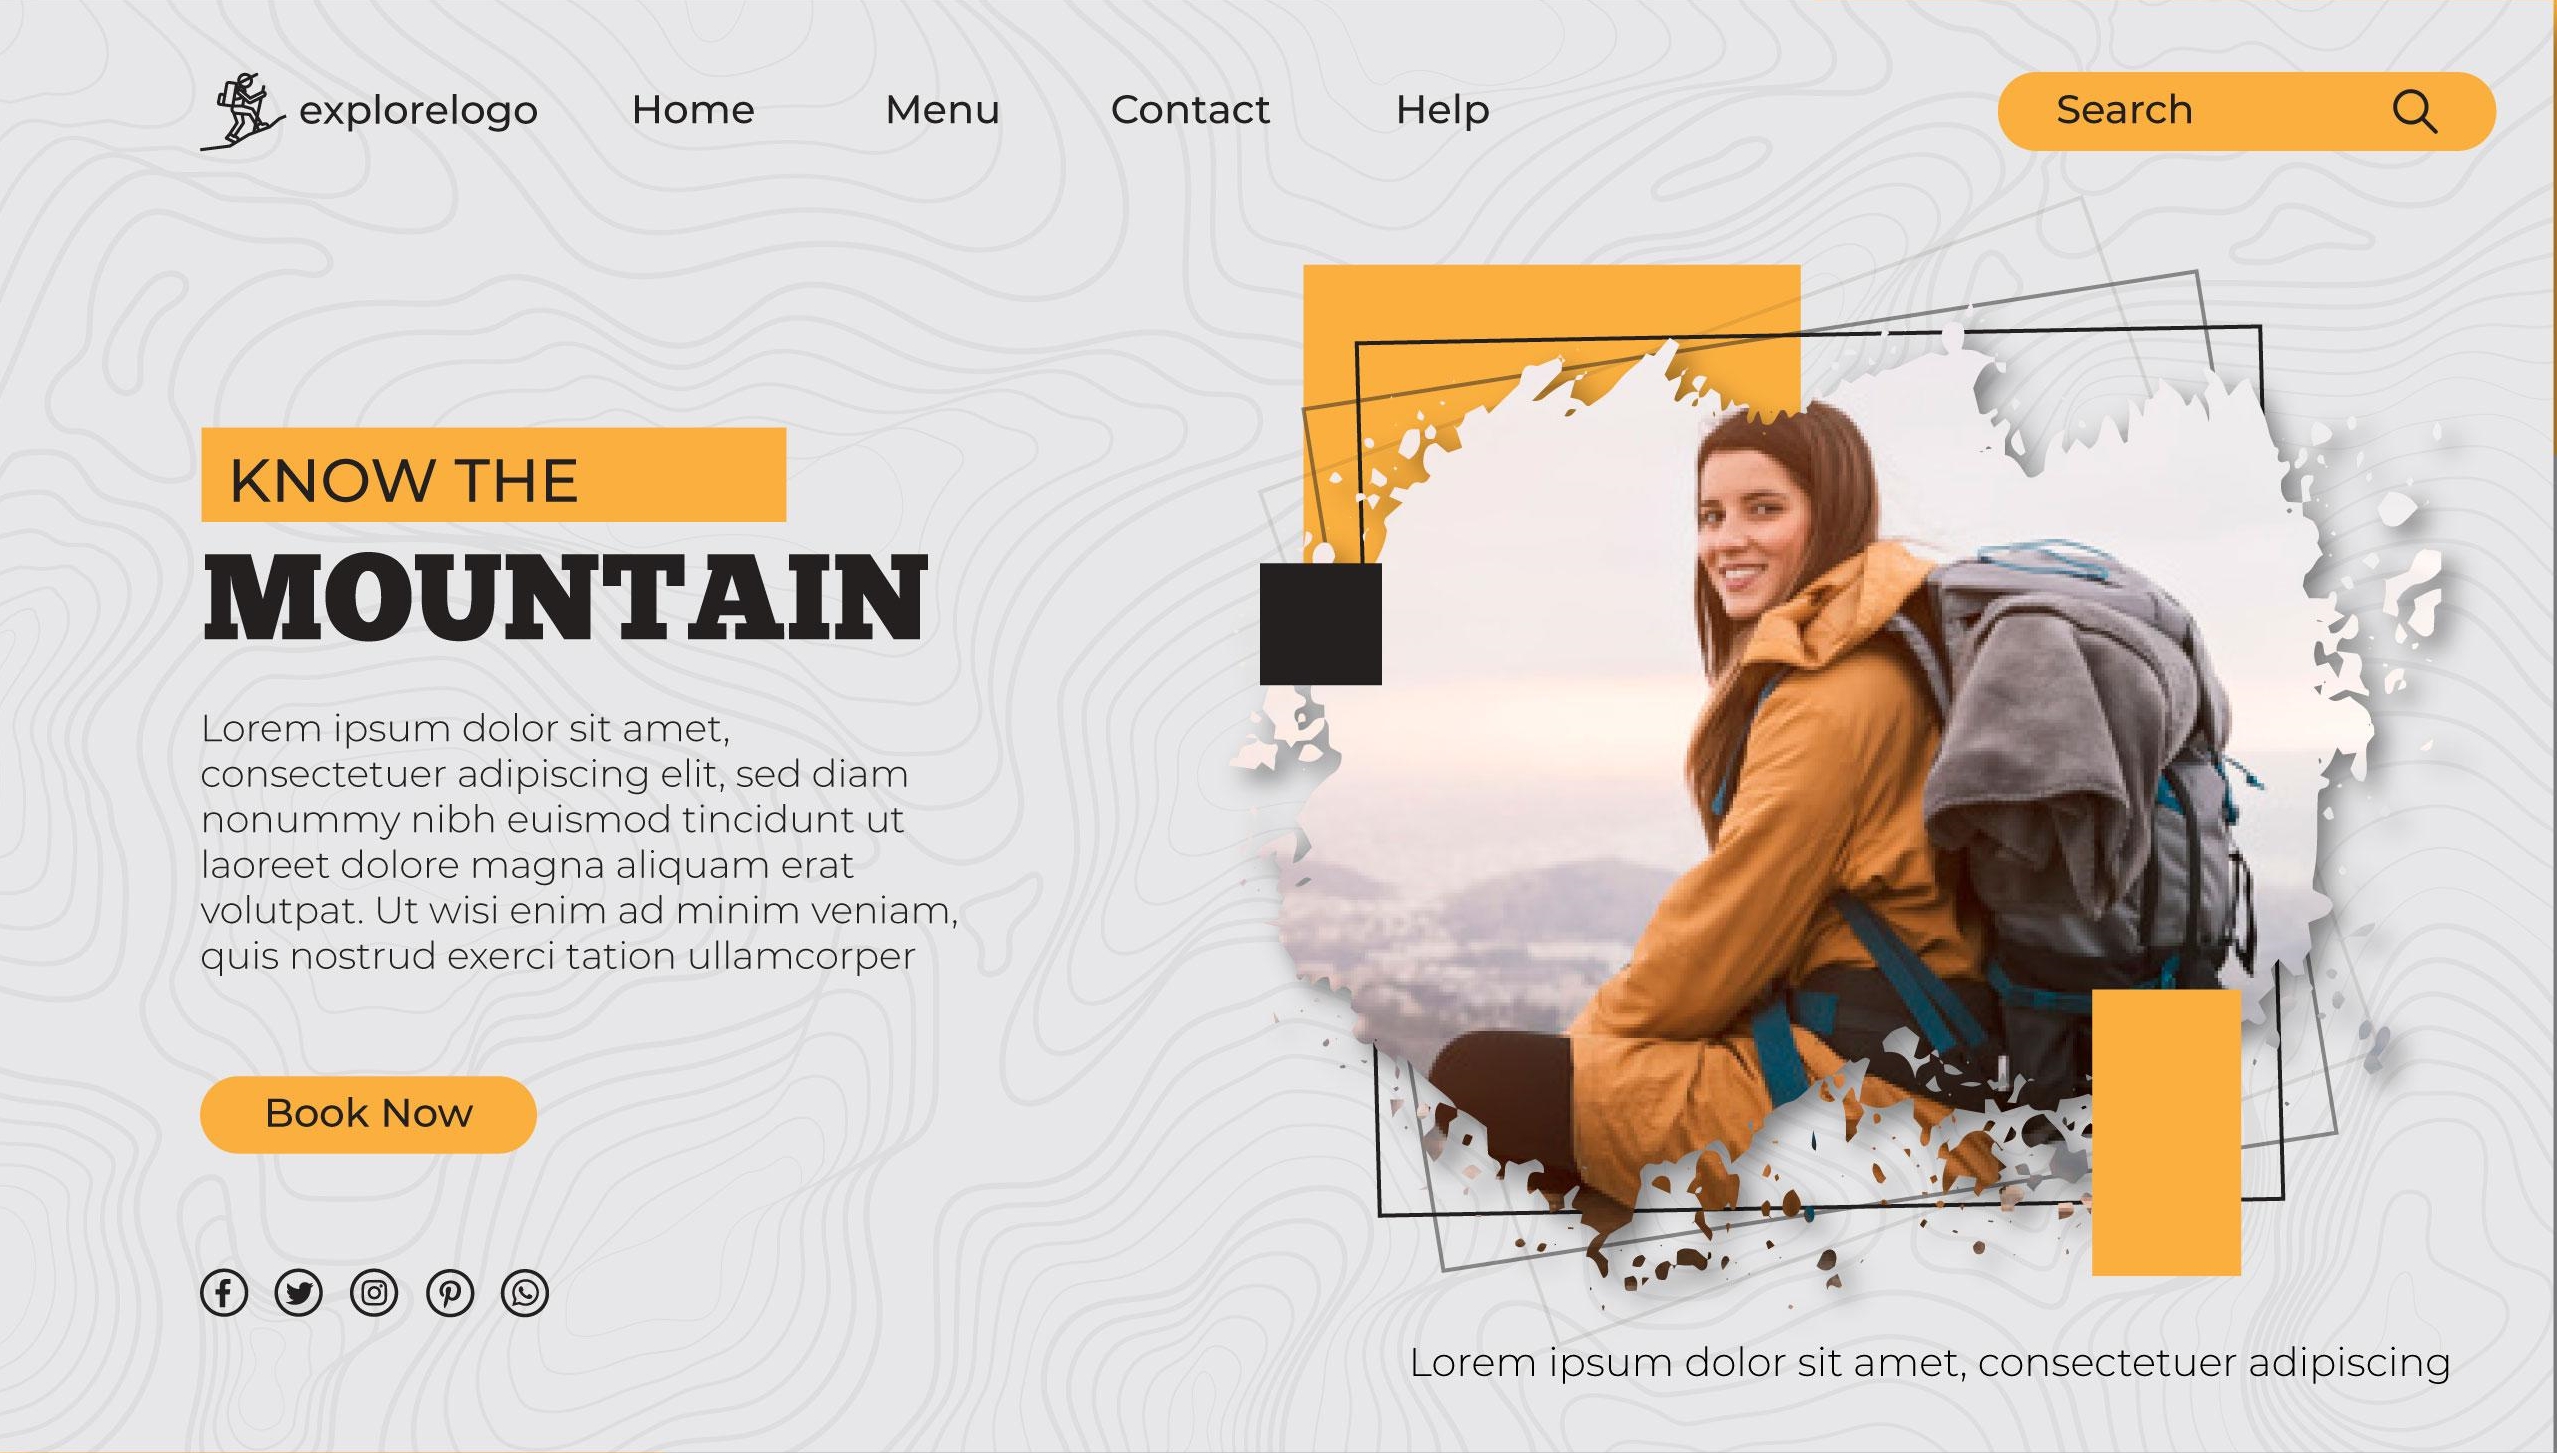 explorelogo Home Menu Contact Help Search
KNOW THE
MOUNTAIN
Lorem ipsum dolor sit amet,
consectetuer adipiscing elit, sed diam
nonummy nibh euismod tincidunt ut
laoreet dolore magna aliquam erat
volutpat. Ut wisi enim ad minim veniam,
quis nostrud exerci tation ullamcorper
Book Now
Lorem ipsum dolor sit amet, consectetuer adipiscing